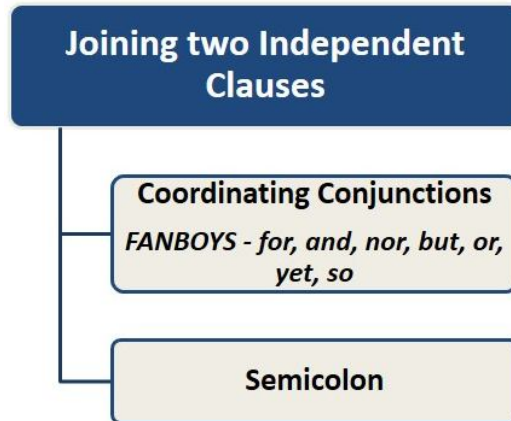 Joining two Independent
Clauses
Coordinating Conjunctions
FANBOYS - for, and, nor, but, or,
yet, so
Semicolon